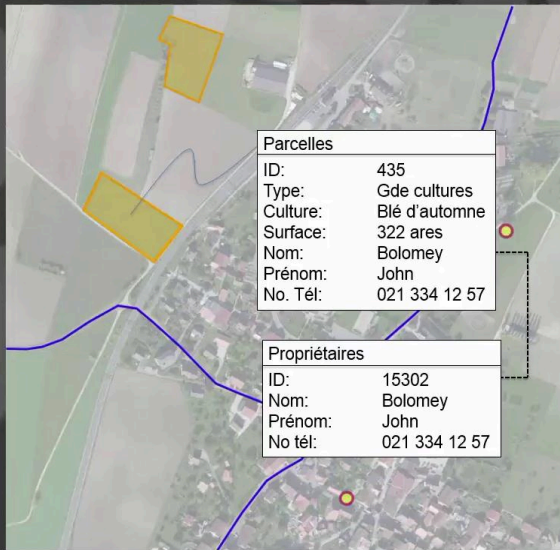 Parcelles
ID: 435
Type: Gde cultures
Culture: Blé d'automne
Surface: 322 ares
Nom: Bolomey
Prénom: John
No. Tél: 021 334 12 57
Propriétaires
ID: 15302
Nom: Bolomey
Prénom: John
No tél: 021 334 12 57